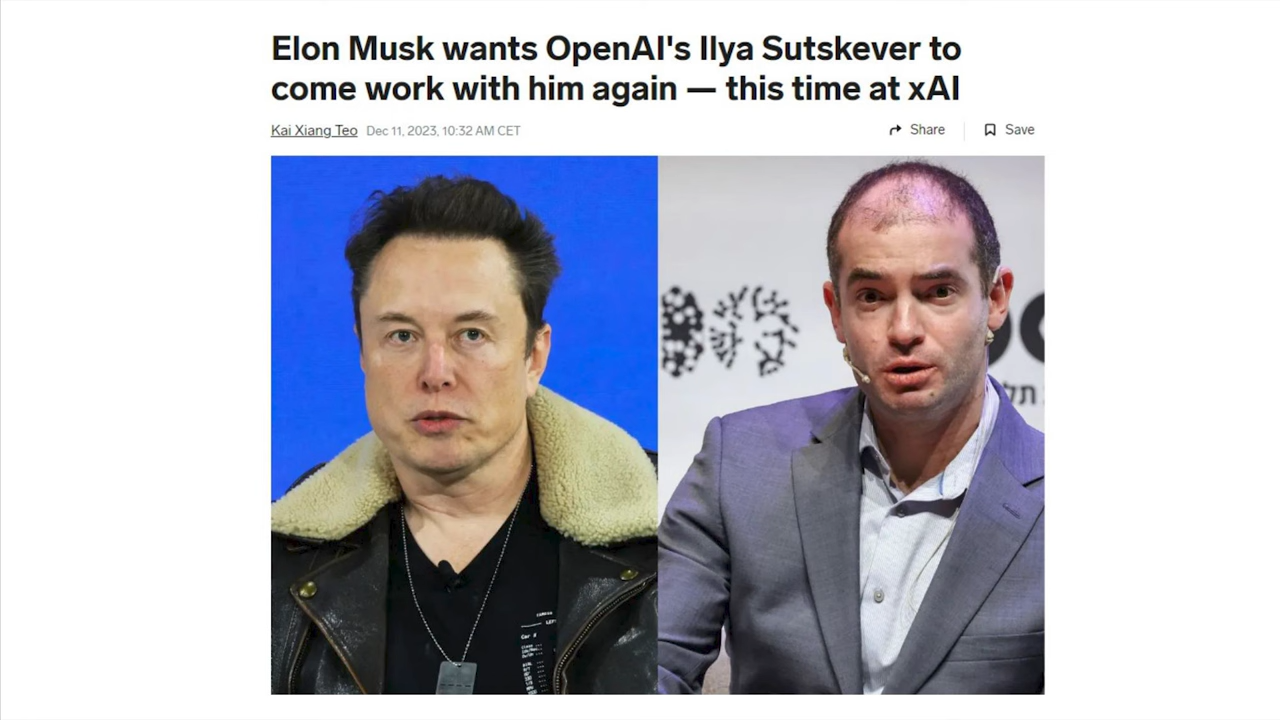 Elon Musk wants OpenAI's Ilya Sutskever to
come work with him again — this time at xAI
Kai Xiang Teo Dec 11, 2023, 10:32 AM CET
Share
Save
תל